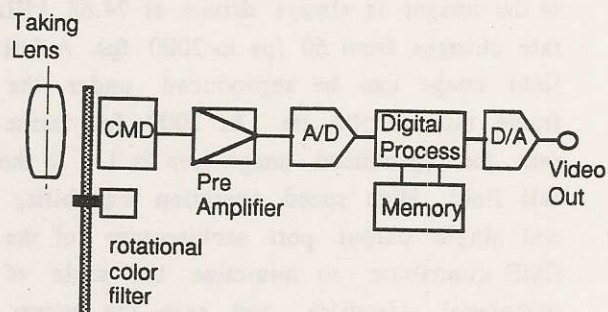 Taking
Lens
CMD
Pre
Amplifier
A/D
Digital
Process
Memory
D/A
Video
Out
rotational
color
filter